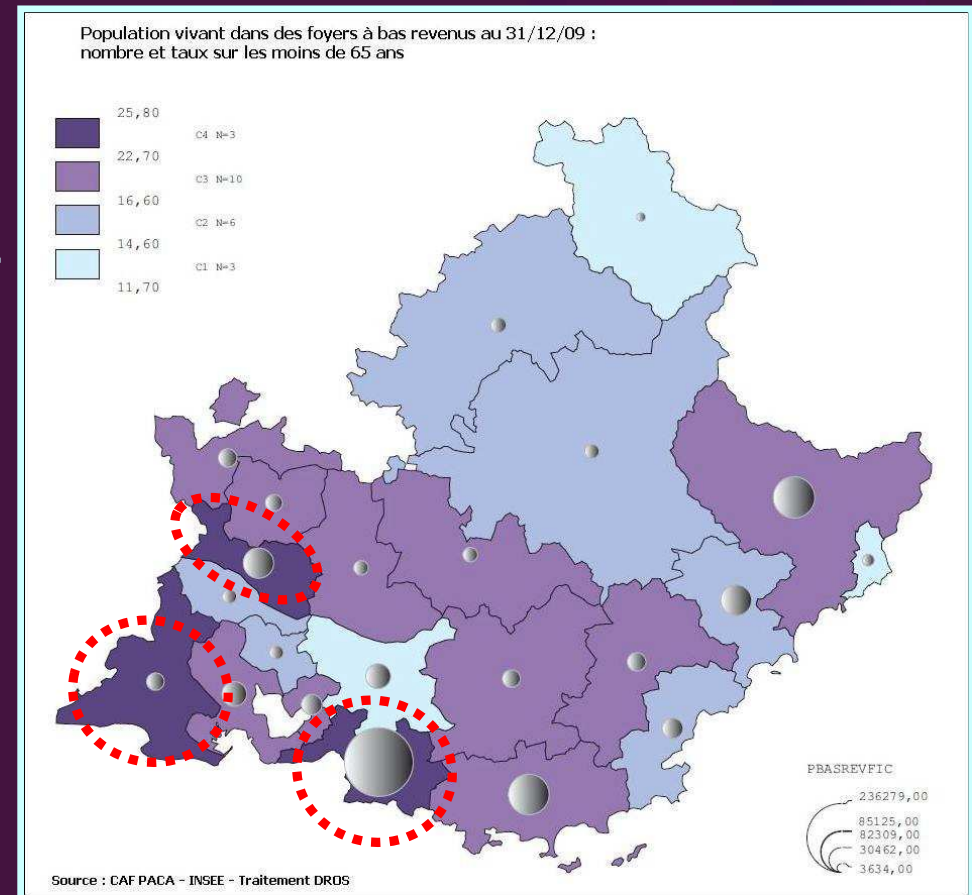 Population vivant dans des foyers à bas revenus au 31/12/09 :
nombre et taux sur les moins de 65 ans
25,80
C4 N=3
22,70
C3 N=10
16,60
C2 N=6
14,60
C1 N=3
11,70
PBASREVFIC
236279,00
85125,00
82309,00
30462,00
3634,00
Source : CAF PACA - INSEE - Traitement DROS